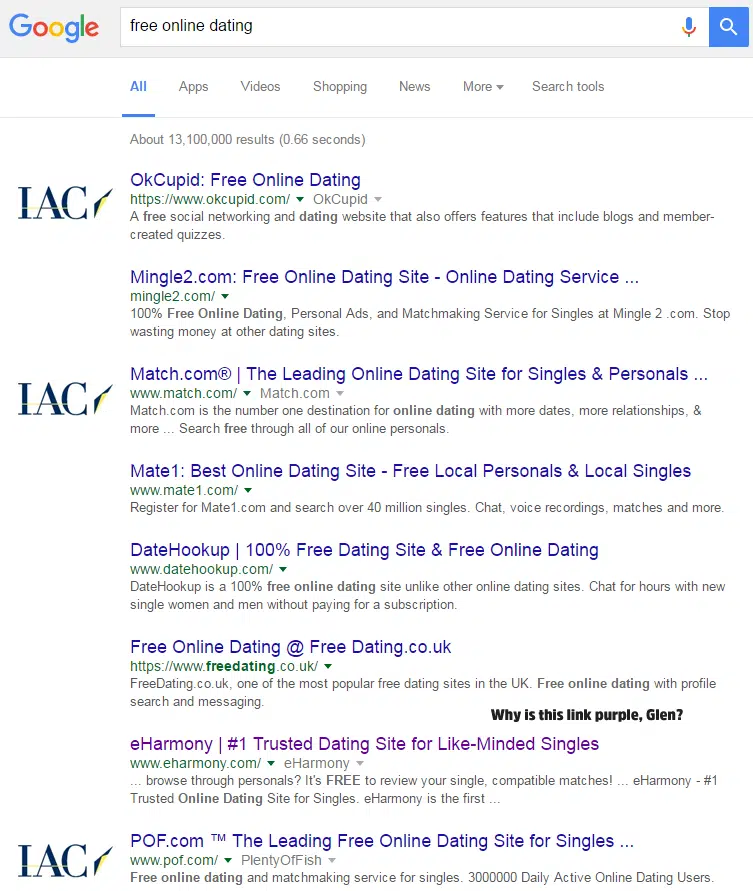 Google
free online dating
All Apps Videos Shopping News More Search tools
About 13,100,000 results (0.66 seconds)
IAC
OkCupid: Free Online Dating
https://www.okcupid.com/ OkCupid
A free social networking and dating website that also offers features that include blogs and member-
created quizzes.
Mingle2.com: Free Online Dating Site - Online Dating Service ...
mingle2.com/
100% Free Online Dating, Personal Ads, and Matchmaking Service for Singles at Mingle 2 .com. Stop
wasting money at other dating sites.
IAC
Match.com® | The Leading Online Dating Site for Singles & Personals ...
www.match.com/ Match.com
Match.com is the number one destination for online dating with more dates, more relationships, &
more ... Search free through all of our online personals.
Mate1: Best Online Dating Site - Free Local Personals & Local Singles
www.mate1.com/
Register for Mate1.com and search over 40 million singles. Chat, voice recordings, matches and more.
DateHookup | 100% Free Dating Site & Free Online Dating
www.datehookup.com/
DateHookup is a 100% free online dating site unlike other online dating sites. Chat for hours with new
single women and men without paying for a subscription.
Free Online Dating @ Free Dating.co.uk
https://www.freedating.co.uk/
FreeDating.co.uk, one of the most popular free dating sites in the UK. Free online dating with profile
search and messaging.
Why is this link purple, Glen?
eHarmony | #1 Trusted Dating Site for Like-Minded Singles
www.eharmony.com/ eHarmony
... browse through personals? It's FREE to review your single, compatible matches! ... eHarmony - #1
Trusted Online Dating Site for Singles. eHarmony is the first ...
IAC
POF.com ™ The Leading Free Online Dating Site for Singles ...
www.pof.com/ PlentyOfFish
Free online dating and matchmaking service for singles. 3000000 Daily Active Online Dating Users.